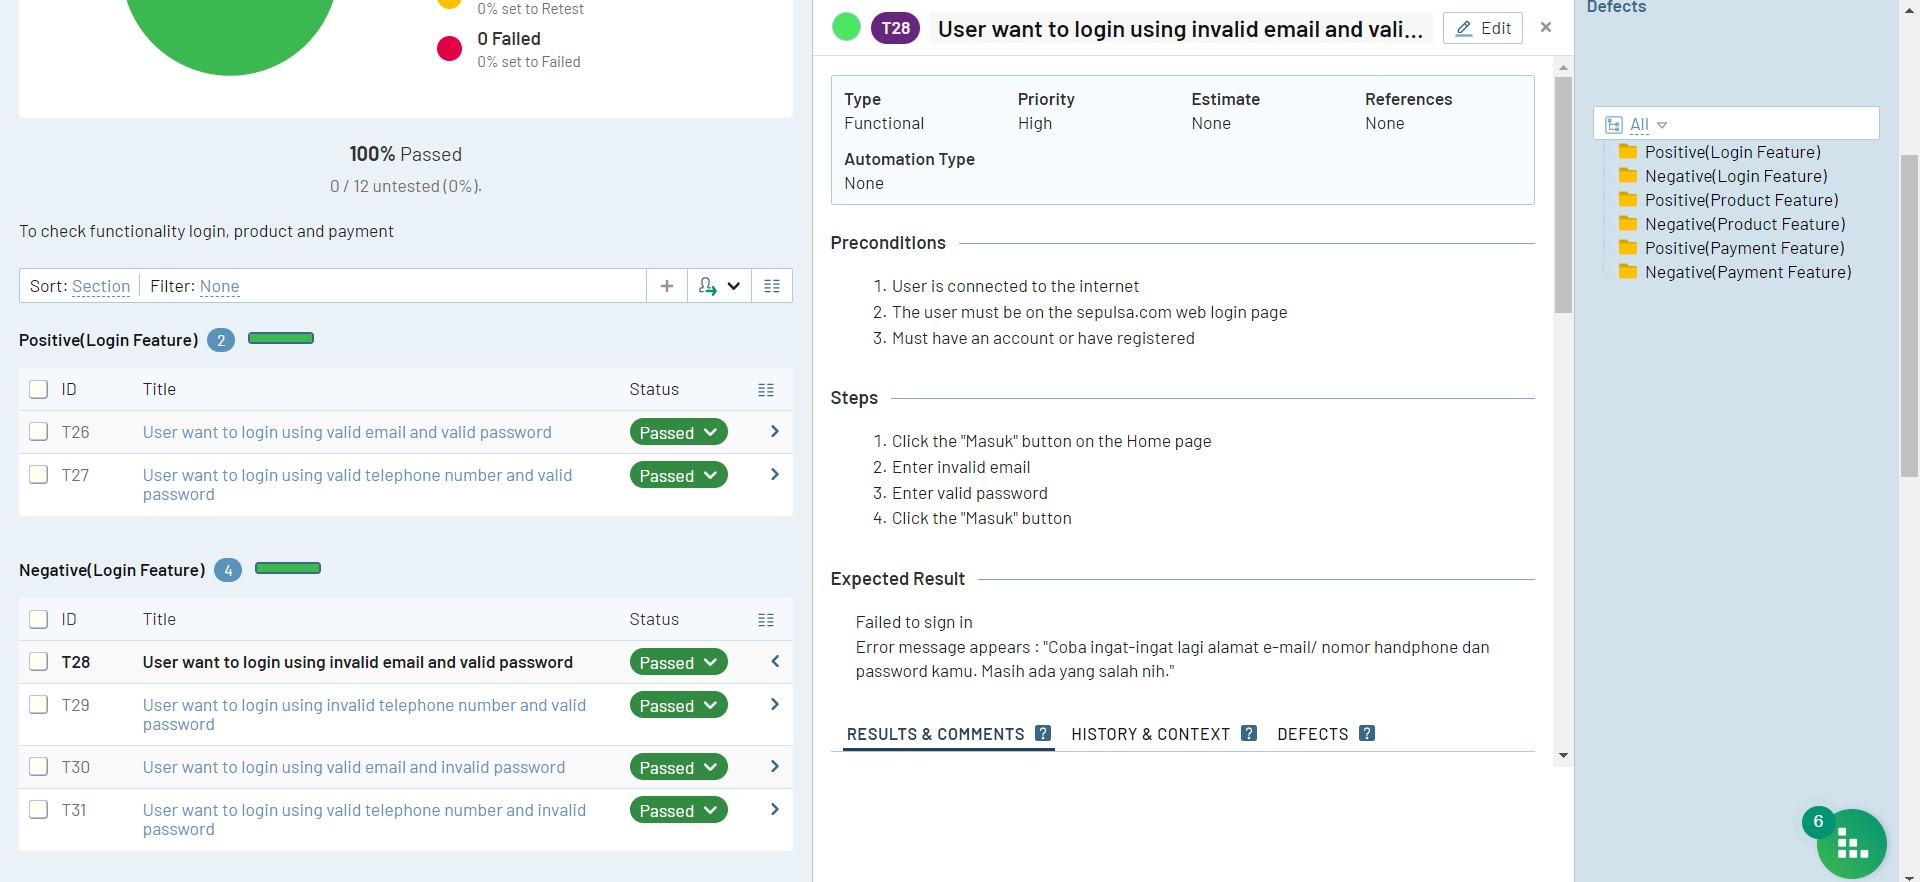 0% set to Retest
0 Failed
0% set to Failed
100% Passed
0 / 12 untested (0%).
To check functionality login, product and payment
Sort: Section Filter: None
Positive(Login Feature) 2
ID Title Status
T26 User want to login using valid email and valid password Passed
T27 User want to login using valid telephone number and valid Passed
password
Negative(Login Feature) 4
ID Title Status
T28 User want to login using invalid email and valid password Passed
T29 User want to login using invalid telephone number and valid Passed
password
T30 User want to login using valid email and invalid password Passed
T31 User want to login using valid telephone number and invalid Passed
password
T28 User want to login using invalid email and vali... Edit
Type Priority Estimate References
Functional High None None
Automation Type
None
Preconditions
1. User is connected to the internet
2. The user must be on the sepulsa.com web login page
3. Must have an account or have registered
Steps
1. Click the "Masuk" button on the Home page
2. Enter invalid email
3. Enter valid password
4. Click the "Masuk" button
Expected Result
Failed to sign in
Error message appears : "Coba ingat-ingat lagi alamat e-mail/ nomor handphone dan
password kamu. Masih ada yang salah nih."
RESULTS & COMMENTS ? HISTORY & CONTEXT ? DEFECTS ?
Defects
All
Positive(Login Feature)
Negative(Login Feature)
Positive(Product Feature)
Negative(Product Feature)
Positive(Payment Feature)
Negative(Payment Feature)
6